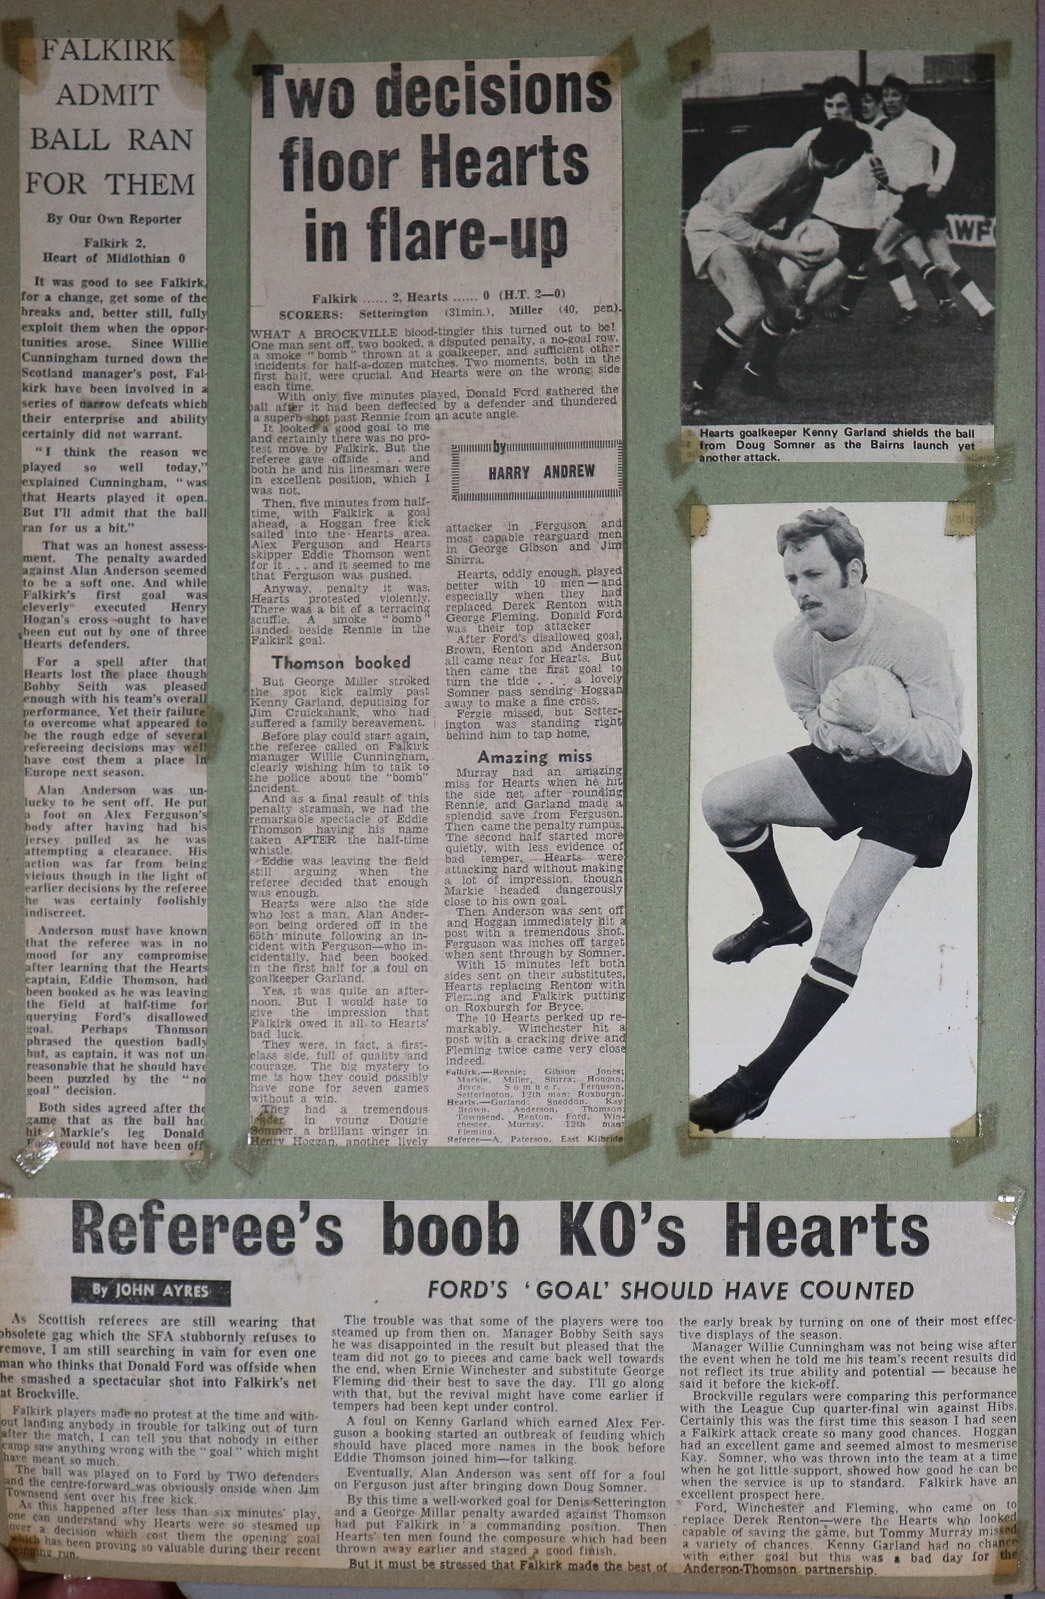 FALKIRK
ADMIT
BALL RAN
FOR THEM
By Our Own Reporter
Falkirk 2,
Heart of Midlothian 0
It was good to see Falkirk,
for a change, get some of the
breaks and, better still, fully
exploit them when the oppor-
tunities arose. Since Willie
Cunningham turned down the
Scotland manager's post, Fal-
kirk have been involved in a
series of narrow defeats which
their enterprise and ability
certainly did not warrant.
"I think the reason we
played so well today,"
explained Cunningham, "was
that Hearts played it open.
But I'll admit that the ball
ran for us a bit."
That was an honest assess-
ment. The penalty awarded
against Alan Anderson seemed
to be a soft one. And while
Falkirk's first goal was
cleverly executed Henry
Hogan's cross ought to have
been cut out by one of three
Hearts defenders.
For a spell after that
Hearts lost the place though
Bobby Seith was pleased
enough with his team's overall
performance. Yet their failure
to overcome what appeared to
be the rough edge of several
refereeing decisions may well
have cost them a place in
Europe next season.
Alan Anderson was un-
lucky to be sent off. He put
a foot on Alex Ferguson's
body after having had his
jersey pulled as he was
attempting a clearance. His
action was far from being
vicious though in the light of
earlier decisions by the referee
he was certainly foolishly
indiscreet.
Anderson must have known
that the referee was in no
mood for any compromise
after learning that the Hearts
captain, Eddie Thomson, had
been booked as he was leaving
the field at half-time for
querying Ford's disallowed
goal. Perhaps Thomson
phrased the question badly
but, as captain, it was not un
reasonable that he should have
been puzzled by the "no
goal" decision.
Both sides agreed after the
game that as the ball had
hit Markie's leg Donald
could not have been off
Two decisions
floor Hearts
in flare-up
Falkirk ...... 2, Hearts ...... 0 (H.T. 2—0)
SCORERS: Setterington (31min.), Miller (40, pen).
WHAT A BROCKVILLE blood-tingler this turned out to be!
One man sent off, two booked, a disputed penalty, a no-goal row,
a smoke "bomb" thrown at a goalkeeper, and sufficient other
incidents for half-a-dozen matches. Two moments, both in the
first half, were crucial. And Hearts were on the wrong side
each time.
With only five minutes played, Donald Ford gathered the
ball after it had been deflected by a defender and thundered
a superb shot past Rennie from an acute angle.
It looked a good goal to me
and certainly there was no pro-
test move by Falkirk. But the
referee gave offside . . . and
both he and his linesman were
in excellent position, which I
was not.
Then, five minutes from half-
time, with Falkirk a goal
ahead, a Hoggan free kick
sailed into the Hearts area.
Alex Ferguson and Hearts
skipper Eddie Thomson went
for it . . . and it seemed to me
that Ferguson was pushed.
Anyway, penalty it was.
Hearts protested violently.
There was a bit of a terracing
scuffle. A smoke "bomb"
landed beside Rennie in the
Falkirk goal.
Thomson booked
But George Miller stroked
the spot kick calmly past
Kenny Garland, deputising for
Jim Cruickshank, who had
suffered a family bereavement.
Before play could start again,
the referee called on Falkirk
manager Willie Cunningham,
clearly wishing him to talk to
the police about the "bomb"
incident.
And as a final result of this
penalty stramash, we had the
remarkable spectacle of Eddie
Thomson having his name
taken AFTER the half-time
whistle.
Eddie was leaving the field
still arguing when the
referee decided that enough
was enough.
Hearts were also the side
who lost a man, Alan Ander-
son being ordered off in the
65th minute following an in-
cident with Ferguson—who in-
cidentally, had been booked
in the first half for a foul on
goalkeeper Garland.
Yes, it was quite an after-
noon. But I would hate to
give the impression that
Falkirk owed it all to Hearts'
bad luck.
They were, in fact, a first-
class side, full of quality and
courage. The big mystery to
me is how they could possibly
have gone for seven games
without a win.
They had a tremendous
leader in young Dougie
Somner, a brilliant winger in
Henry Hoggan, another lively
by
HARRY ANDREW
attacker in Ferguson and
most capable rearguard men
in George Gibson and Jim
Shirra.
Hearts, oddly enough, played
better with 10 men—and
especially when they had
replaced Derek Renton with
George Fleming. Donald Ford
was their top attacker
After Ford's disallowed goal,
Brown, Renton and Anderson
all came near for Hearts. But
then came the first goal to
turn the tide . . . a lovely
Somner pass sending Hoggan
away to make a fine cross.
Fergie missed, but Setter-
ington was standing right
behind him to tap home.
Amazing miss
Murray had an amazing
miss for Hearts when he hit
the side net after rounding
Rennie, and Garland made a
splendid save from Ferguson.
Then came the penalty rumpus.
The second half started more
quietly, with less evidence of
bad temper. Hearts were
attacking hard without making
a lot of impression, though
Markie headed dangerously
close to his own goal.
Then Anderson was sent off
and Hoggan immediately hit a
post with a tremendous shot.
Ferguson was inches off target
when sent through by Somner.
With 15 minutes left both
sides sent on their substitutes,
Hearts replacing Renton with
Fleming and Falkirk putting
on Roxburgh for Bryce.
The 10 Hearts perked up re-
markably. Winchester hit a
post with a cracking drive and
Fleming twice came very close
indeed.
Falkirk.—Rennie; Gibson Jones;
Markie, Miller, Shirra; Hoggan,
Bryce, Somner, Ferguson,
Setterington. 12th man: Roxburgh.
Hearts.—Garland; Sneddon, Kay
Brown, Anderson, Thomson;
Townsend, Renton, Ford, Win-
chester, Murray. 12th man:
Fleming.
Referee—A. Paterson, East Kilbride
AWF
Hearts goalkeeper Kenny Garland shields the ball
from Doug Somner as the Bairns launch yet
another attack.
Referee's boob KO's Hearts
By JOHN AYRES
FORD'S 'GOAL' SHOULD HAVE COUNTED
As Scottish referees are still wearing that
obsolete gag which the SFA stubbornly refuses to
remove, I am still searching in vain for even one
man who thinks that Donald Ford was offside when
he smashed a spectacular shot into Falkirk's net
at Brockville.
Falkirk players made no protest at the time and with-
out landing anybody in trouble for talking out of turn
after the match, I can tell you that nobody in either
camp saw anything wrong with the "goal" which might
have meant so much.
The ball was played on to Ford by TWO defenders
and the centre-forward was obviously onside when Jim
Townsend sent over his free kick.
As this happened after less than six minutes' play,
one can understand why Hearts were so steamed up
over a decision which cost them the opening goal
which has been proving so valuable during their recent
winning run.
The trouble was that some of the players were too
steamed up from then on. Manager Bobby Seith says
he was disappointed in the result but pleased that the
team did not go to pieces and came back well towards
the end, when Ernie Winchester and substitute George
Fleming did their best to save the day. I'll go along
with that, but the revival might have come earlier if
tempers had been kept under control.
A foul on Kenny Garland which earned Alex Fer-
guson a booking started an outbreak of feuding which
should have placed more names in the book before
Eddie Thomson joined him—for talking.
Eventually, Alan Anderson was sent off for a foul
on Ferguson just after bringing down Doug Somner.
By this time a well-worked goal for Denis Setterington
and a George Millar penalty awarded against Thomson
had put Falkirk in a commanding position. Then
Hearts' ten men found the composure which had been
thrown away earlier and staged a good finish.
But it must be stressed that Falkirk made the best of
the early break by turning on one of their most effec-
tive displays of the season.
Manager Willie Cunningham was not being wise after
the event when he told me his team's recent results did
not reflect its true ability and potential — because he
said it before the kick-off.
Brockville regulars were comparing this performance
with the League Cup quarter-final win against Hibs.
Certainly this was the first time this season I had seen
a Falkirk attack create so many good chances. Hoggan
had an excellent game and seemed almost to mesmerise
Kay. Somner, who was thrown into the team at a time
when he got little support, showed how good he can be
when the service is up to standard. Falkirk have an
excellent prospect here.
Ford, Winchester and Fleming, who came on to
replace Derek Renton—were the Hearts who looked
capable of saving the game, but Tommy Murray missed
a variety of chances. Kenny Garland had no chance
with either goal but this was a bad day for the
Anderson-Thomson partnership.